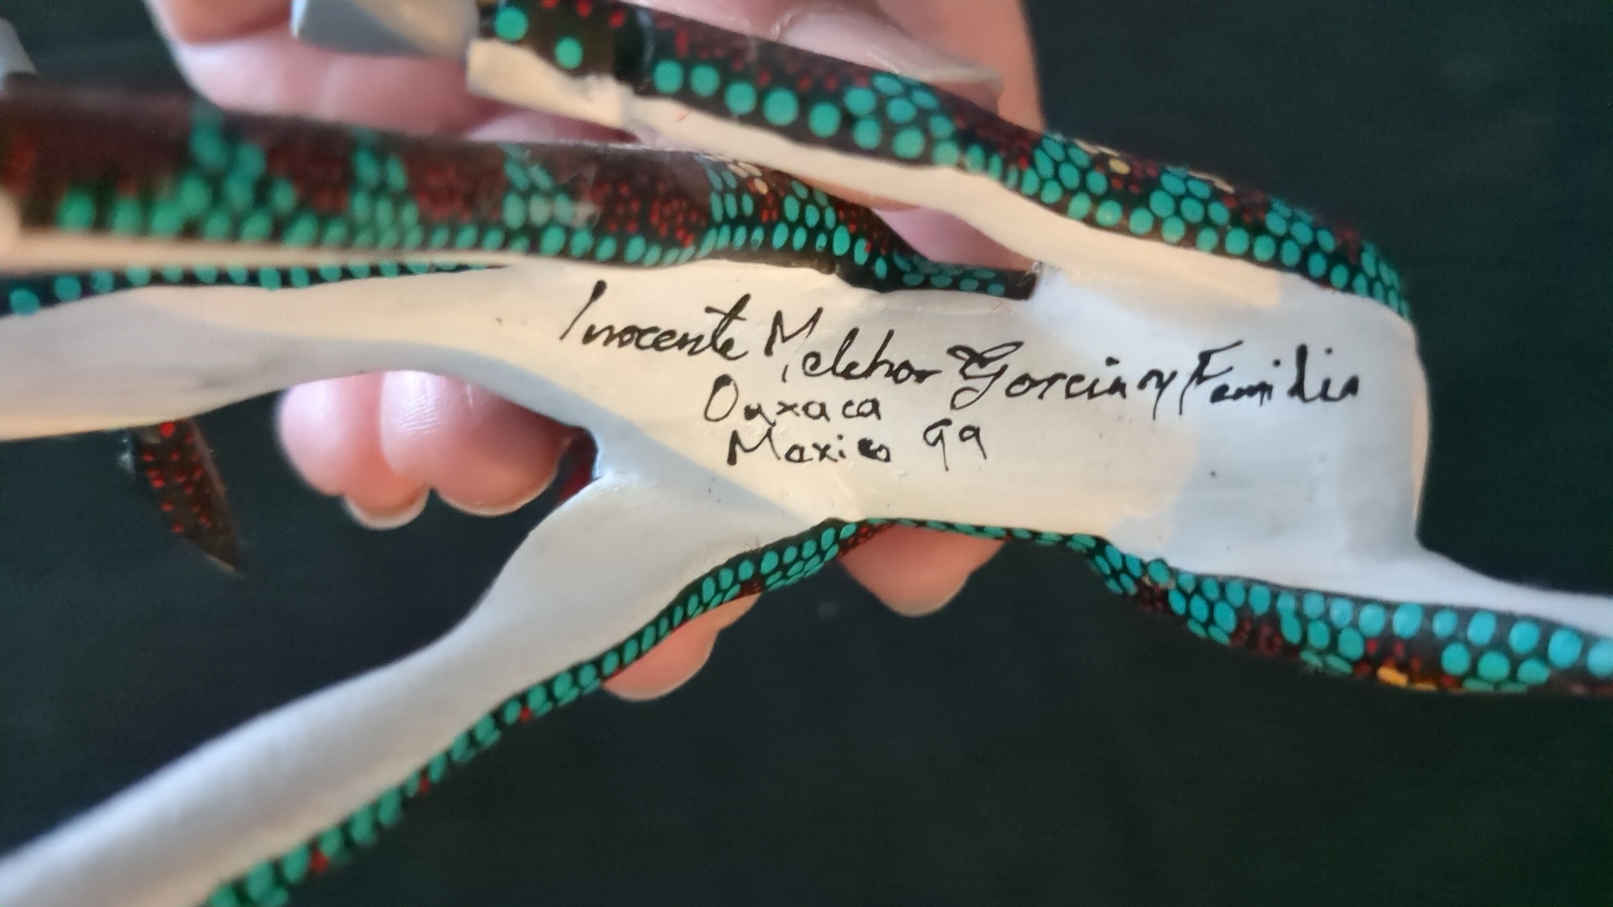 Inocente Melchor Garcia y Familia
Oaxaca
Mexico 99